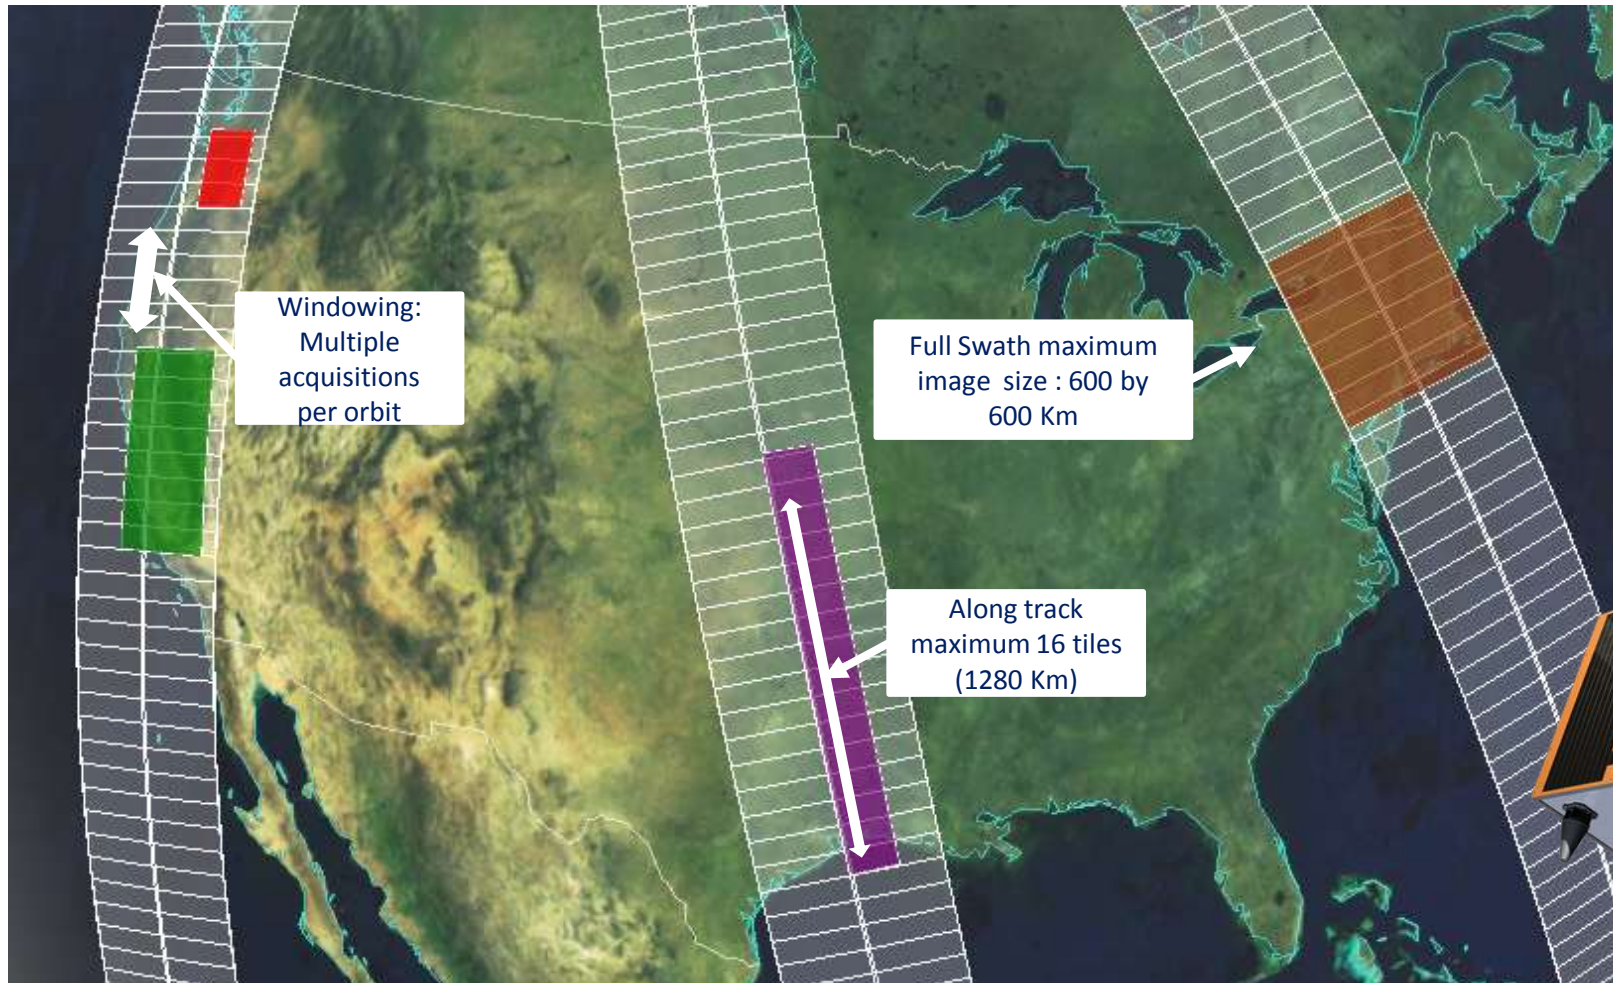 Windowing:
Multiple
acquisitions
per orbit
Full Swath maximum
image  size : 600 by
600 Km
Along track
maximum 16 tiles
(1280 Km)